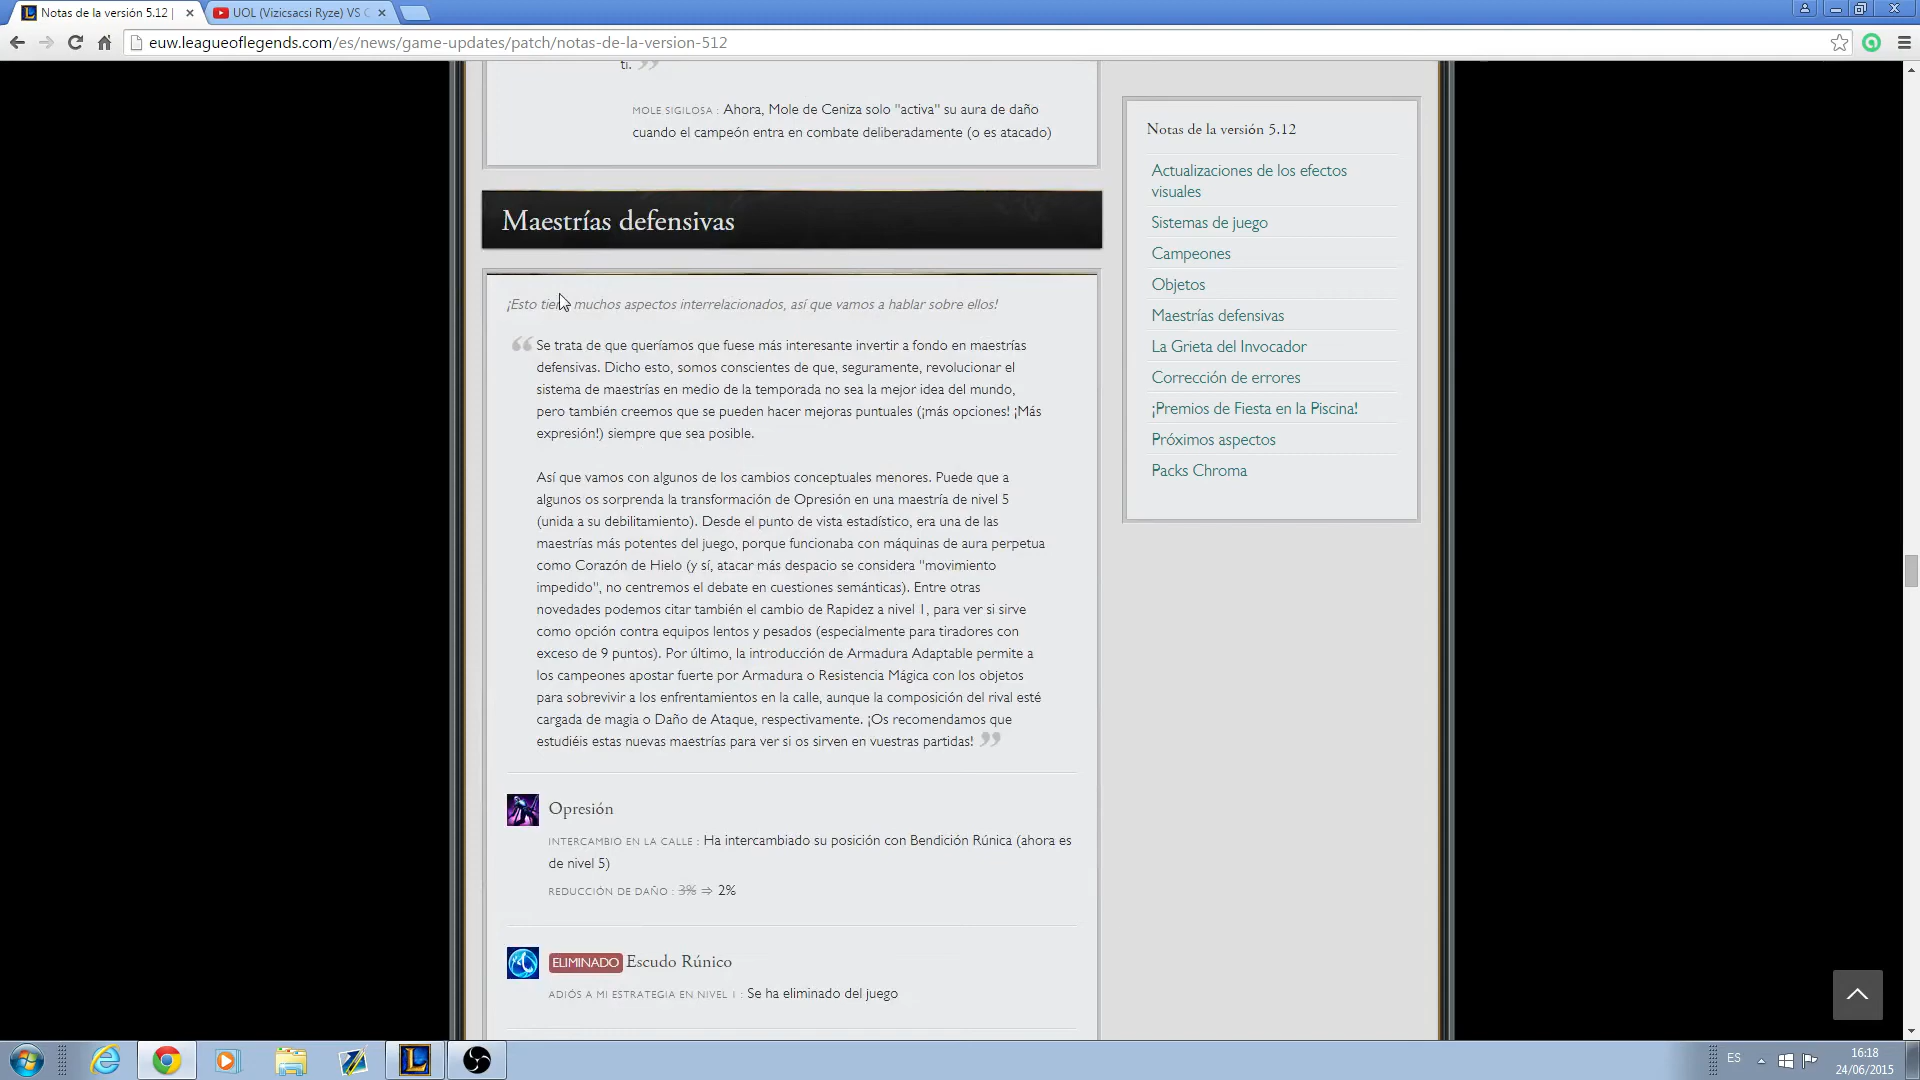 Notas de la versión 5.12 |
UOL (Vizicsacsi Ryze) VS
euw.leagueoflegends.com/es/news/game-updates/patch/notas-de-la-version-512
ti.
MOLE SIGILOSA : Ahora, Mole de Ceniza solo "activa" su aura de daño
cuando el campeón entra en combate deliberadamente (o es atacado)
Maestrías defensivas
¡Esto tiene muchos aspectos interrelacionados, así que vamos a hablar sobre ellos!
Se trata de que queríamos que fuese más interesante invertir a fondo en maestrías
defensivas. Dicho esto, somos conscientes de que, seguramente, revolucionar el
sistema de maestrías en medio de la temporada no sea la mejor idea del mundo,
pero también creemos que se pueden hacer mejoras puntuales (¡más opciones! ¡Más
expresión!) siempre que sea posible.
Así que vamos con algunos de los cambios conceptuales menores. Puede que a
algunos os sorprenda la transformación de Opresión en una maestría de nivel 5
(unida a su debilitamiento). Desde el punto de vista estadístico, era una de las
maestrías más potentes del juego, porque funcionaba con máquinas de aura perpetua
como Corazón de Hielo (y sí, atacar más despacio se considera "movimiento
impedido", no centremos el debate en cuestiones semánticas). Entre otras
novedades podemos citar también el cambio de Rapidez a nivel 1, para ver si sirve
como opción contra equipos lentos y pesados (especialmente para tiradores con
exceso de 9 puntos). Por último, la introducción de Armadura Adaptable permite a
los campeones apostar fuerte por Armadura o Resistencia Mágica con los objetos
para sobrevivir a los enfrentamientos en la calle, aunque la composición del rival esté
cargada de magia o Daño de Ataque, respectivamente. ¡Os recomendamos que
estudiéis estas nuevas maestrías para ver si os sirven en vuestras partidas!
Opresión
INTERCAMBIO EN LA CALLE : Ha intercambiado su posición con Bendición Rúnica (ahora es
de nivel 5)
REDUCCIÓN DE DAÑO : 3% ⇒ 2%
ELIMINADO Escudo Rúnico
ADIÓS A MI ESTRATEGIA EN NIVEL 1 : Se ha eliminado del juego
Notas de la versión 5.12
Actualizaciones de los efectos
visuales
Sistemas de juego
Campeones
Objetos
Maestrías defensivas
La Grieta del Invocador
Corrección de errores
¡Premios de Fiesta en la Piscina!
Próximos aspectos
Packs Chroma
ES
16:18
24/06/2015